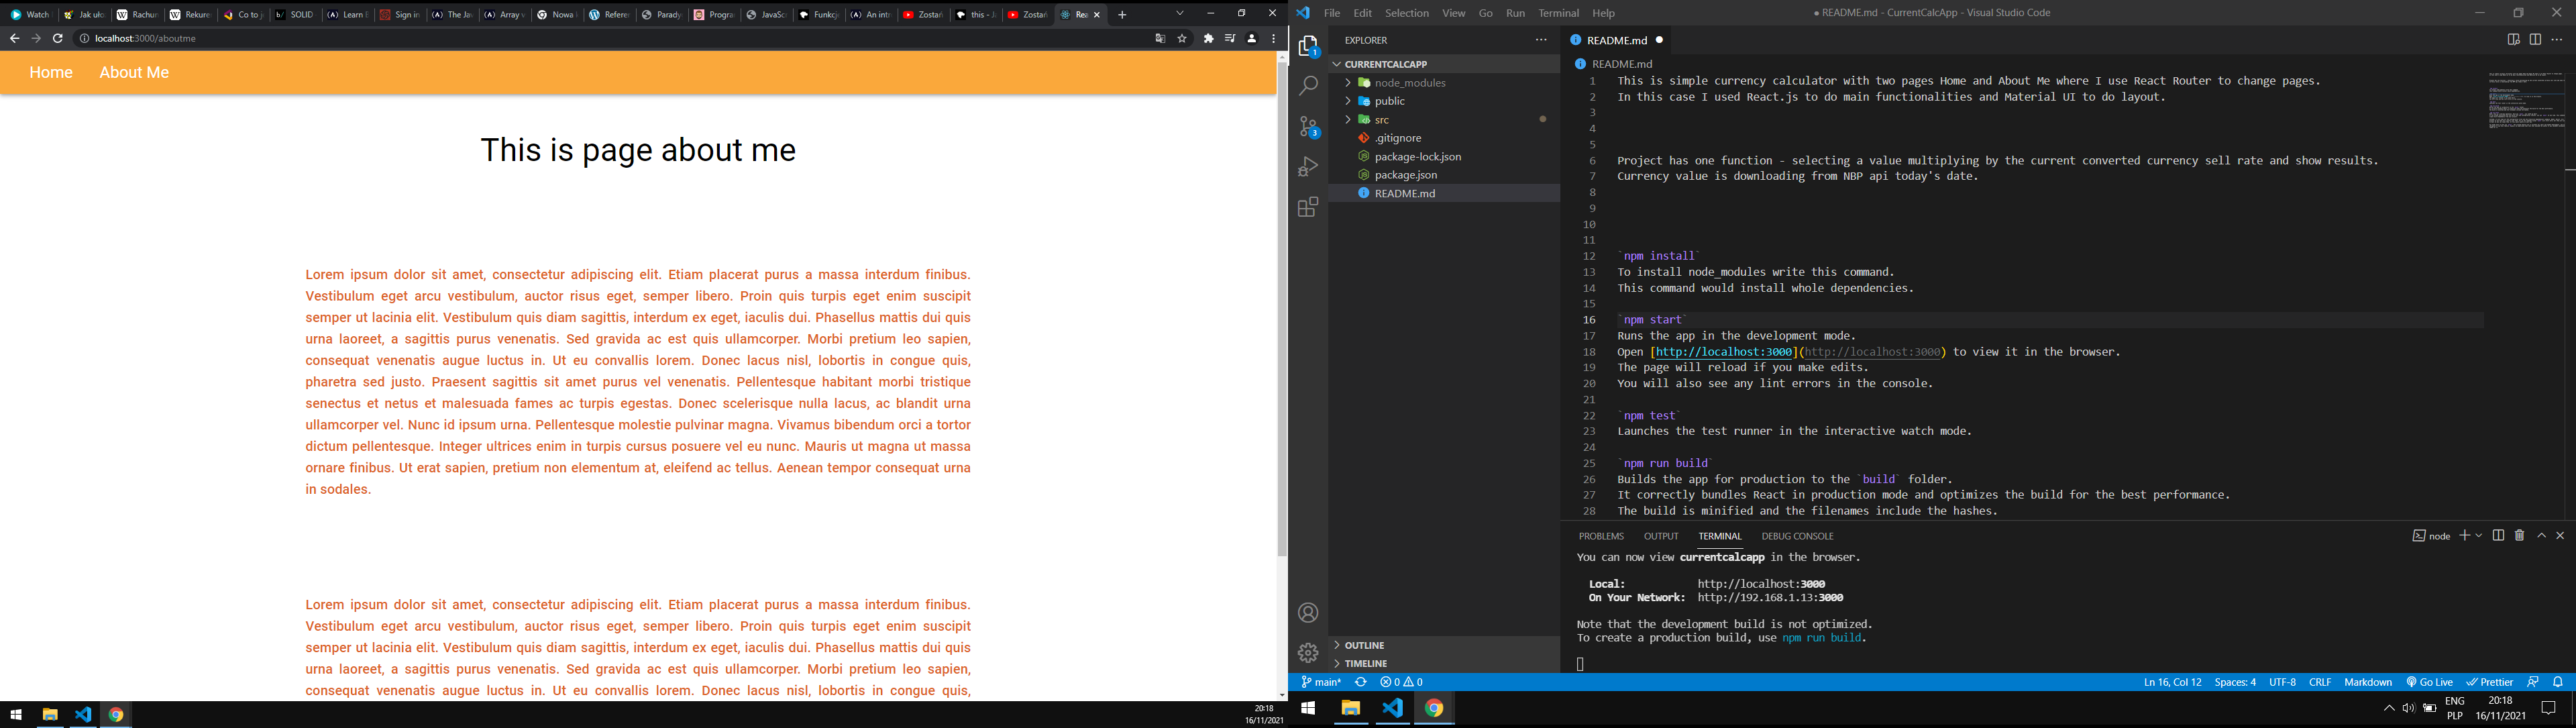 Watch
Jak uło
Rachun
Rekure
Co to j
SOLID
Learn
Sign in
The Jav
Array v
Nowa
Refere
Parady
Progra
JavaScr
Funkcje
An intr
Zostań
this - J
Zostań
Rea
localhost:3000/aboutme
Home About Me
This is page about me
Lorem ipsum dolor sit amet, consectetur adipiscing elit. Etiam placerat purus a massa interdum finibus.
Vestibulum eget arcu vestibulum, auctor risus eget, semper libero. Proin quis turpis eget enim suscipit
semper ut lacinia elit. Vestibulum quis diam sagittis, interdum ex eget, iaculis dui. Phasellus mattis dui quis
urna laoreet, a sagittis purus venenatis. Sed gravida ac est quis ullamcorper. Morbi pretium leo sapien,
consequat venenatis augue luctus in. Ut eu convallis lorem. Donec lacus nisl, lobortis in congue quis,
pharetra sed justo. Praesent sagittis sit amet purus vel venenatis. Pellentesque habitant morbi tristique
senectus et netus et malesuada fames ac turpis egestas. Donec scelerisque nulla lacus, ac blandit urna
ullamcorper vel. Nunc id ipsum urna. Pellentesque molestie pulvinar magna. Vivamus bibendum orci a tortor
dictum pellentesque. Integer ultrices enim in turpis cursus posuere vel eu nunc. Mauris ut magna ut massa
ornare finibus. Ut erat sapien, pretium non elementum at, eleifend ac tellus. Aenean tempor consequat urna
in sodales.
Lorem ipsum dolor sit amet, consectetur adipiscing elit. Etiam placerat purus a massa interdum finibus.
Vestibulum eget arcu vestibulum, auctor risus eget, semper libero. Proin quis turpis eget enim suscipit
semper ut lacinia elit. Vestibulum quis diam sagittis, interdum ex eget, iaculis dui. Phasellus mattis dui quis
urna laoreet, a sagittis purus venenatis. Sed gravida ac est quis ullamcorper. Morbi pretium leo sapien,
consequat venenatis augue luctus in. Ut eu convallis lorem. Donec lacus nisl, lobortis in congue quis,
20:18
16/11/2021
File Edit Selection View Go Run Terminal Help
● README.md - CurrentCalcApp - Visual Studio Code
EXPLORER
CURRENTCALCAPP
node_modules
public
src
.gitignore
package-lock.json
package.json
README.md
OUTLINE
TIMELINE
1
3
README.md
README.md
1 This is simple currency calculator with two pages Home and About Me where I use React Router to change pages.
2 In this case I used React.js to do main functionalities and Material UI to do layout.
3
4
5
6 Project has one function - selecting a value multiplying by the current converted currency sell rate and show results.
7 Currency value is downloading from NBP api today's date.
8
9
10
11
12 `npm install`
13 To install node_modules write this command.
14 This command would install whole dependencies.
15
16 `npm start`
17 Runs the app in the development mode.
18 Open [http://localhost:3000](http://localhost:3000) to view it in the browser.
19 The page will reload if you make edits.
20 You will also see any lint errors in the console.
21
22 `npm test`
23 Launches the test runner in the interactive watch mode.
24
25 `npm run build`
26 Builds the app for production to the `build` folder.
27 It correctly bundles React in production mode and optimizes the build for the best performance.
28 The build is minified and the filenames include the hashes.
PROBLEMS OUTPUT TERMINAL DEBUG CONSOLE
node
You can now view currentcalcapp in the browser.
Local: http://localhost:3000
On Your Network: http://192.168.1.13:3000
Note that the development build is not optimized.
To create a production build, use npm run build.
main* 0 0
Ln 16, Col 12 Spaces: 4 UTF-8 CRLF Markdown Go Live Prettier
ENG
PLP
20:18
16/11/2021